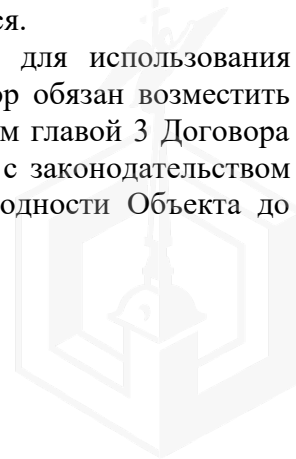 ся.
для использования
ор обязан возместить
м главой 3 Договора
с законодательством
одности Объекта до